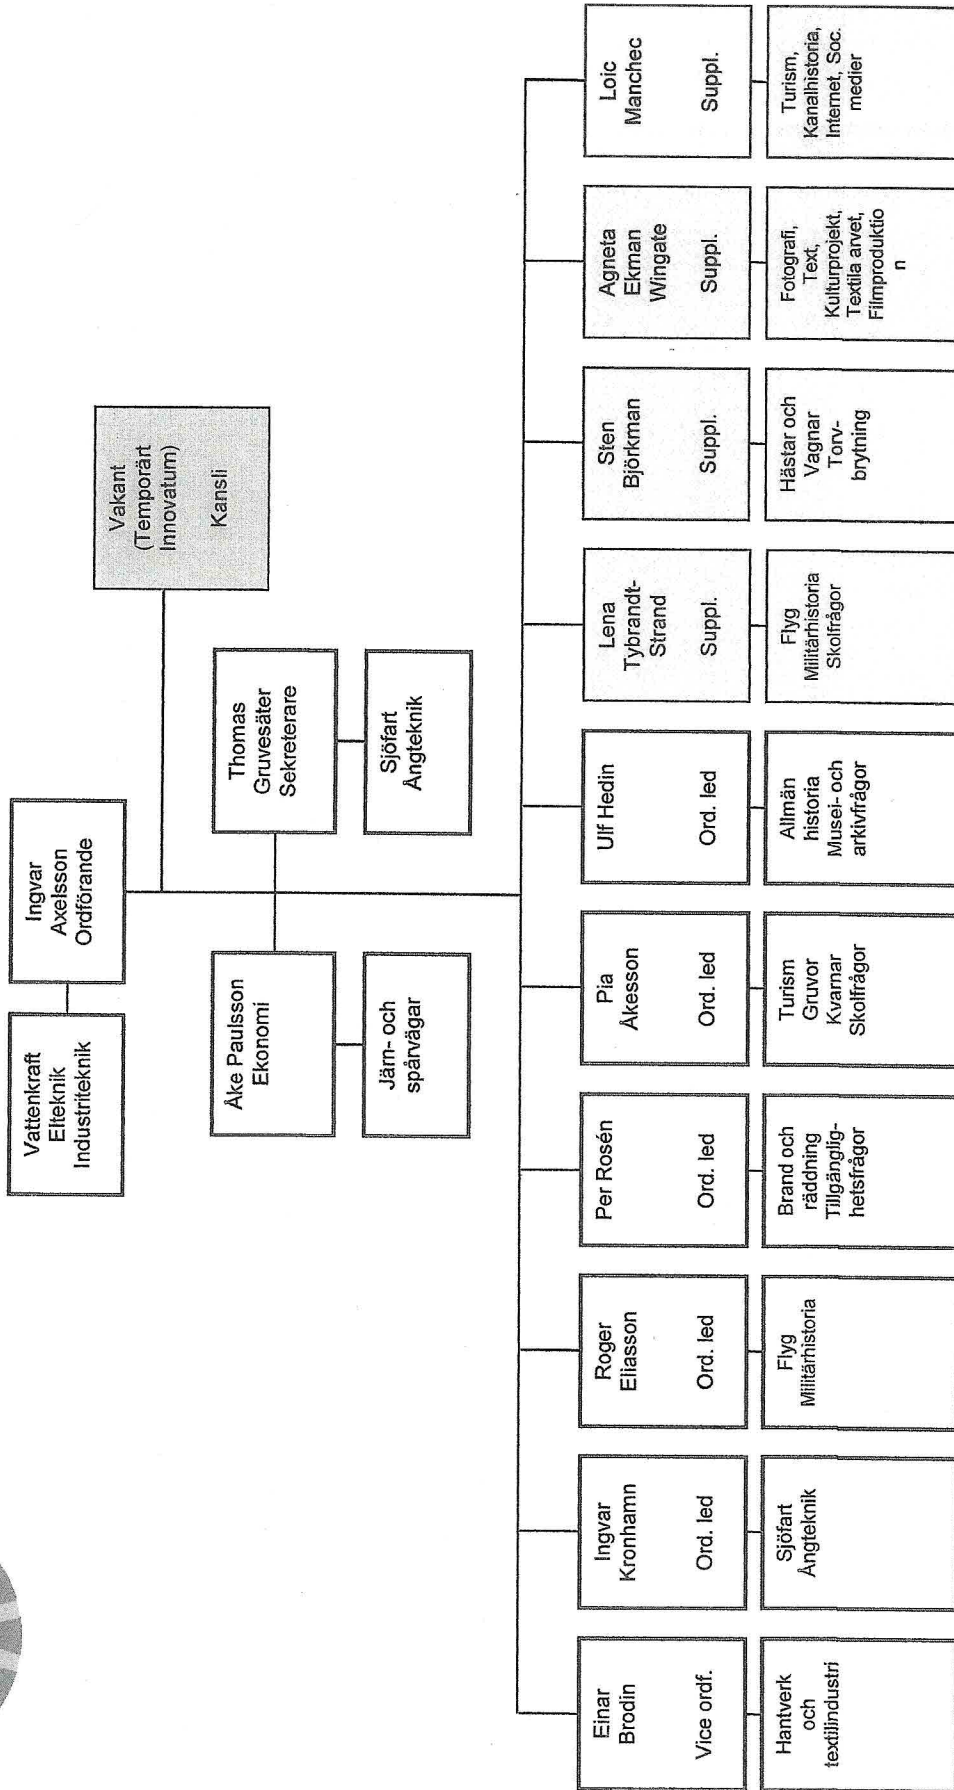 Vattenkraft
Elteknik
Industriteknik
Ingvar
Axelsson
Ordförande
Vakant
(Temporärt
Innovatum)
Kansli
Åke Paulsson
Ekonomi
Järn- och
spårvägar
Thomas
Gruvesäter
Sekreterare
Sjöfart
Ångteknik
Einar
Brodin
Vice ordf.
Hantverk
och
textilindustri
Ingvar
Kronhamn
Ord. led
Sjöfart
Ångteknik
Roger
Eliasson
Ord. led
Flyg
Militärhistoria
Per Rosén
Ord. led
Brand och
räddning
Tillgänglig-
hetsfrågor
Pia
Åkesson
Ord. led
Turism
Gruvor
Kvarnar
Skolfrågor
Ulf Hedin
Ord. led
Allmän
historia
Musei- och
arkivfrågor
Lena
Tybrandt-
Strand
Suppl.
Flyg
Militärhistoria
Skolfrågor
Sten
Björkman
Suppl.
Hästar och
Vagnar
Torv-
brytning
Agneta
Ekman
Wingate
Suppl.
Fotografi,
Text,
Kulturprojekt,
Textila arvet,
Filmproduktio
n
Loic
Manchec
Suppl.
Turism,
Kanalhistoria,
Internet, Soc.
medier